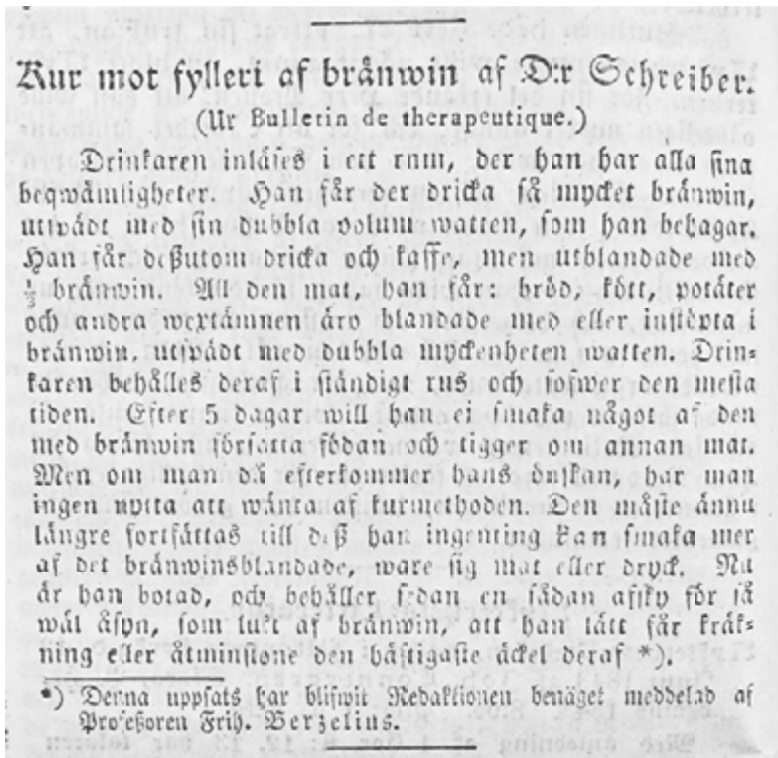 Kur mot fylleri af bränwin af D:r Schreiber.
(Ur Bulletin de therapeutique.)
Drinkaren inläses i ett rum, der han har alla sina
beqwämligheter. Han får der dricka så mycket bränwin,
utspädt med sin dubbla volum watten, som han behagar.
Han får deßutom dricka och kaffe, men utblandade med
⅓ bränwin. All den mat, han får: bröd, kött, potäter
och andra wextämnen äro blandade med eller instöpta i
bränwin, utspädt med dubbla myckenheten watten. Drin-
karen behålles deraf i ständigt rus och sofwer den mesta
tiden. Efter 5 dagar will han ej smaka något af den
med bränwin försatta födan och tigger om annan mat.
Men om man då efterkommer hans önskan, har man
ingen nytta att wänta af kurmethoden. Den måste ännu
längre fortsättas till deß han ingenting kan smaka mer
af det bränwinsblandade, ware sig mat eller dryck. Nu
är han botad, och behåller sedan en sådan afsky för så
wäl åsyn, som lukt af bränwin, att han lätt får kräk-
ning eller åtminstone den häftigaste äckel deraf *).
*) Denna uppsats har blifwit Redaktionen benäget meddelad af
Profeßoren Frih. Berzelius.